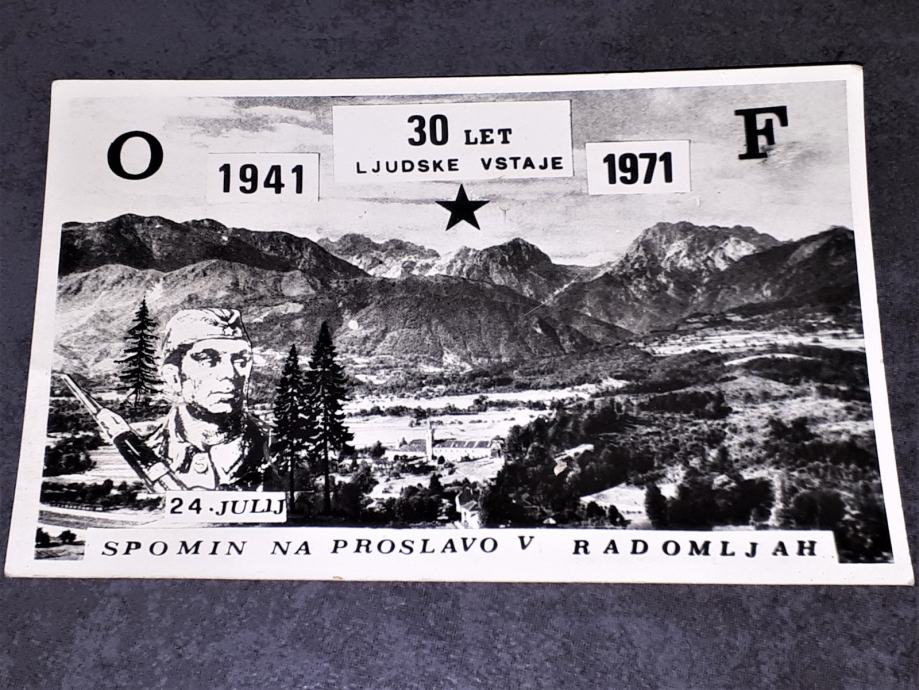 O F
30 LET
LJUDSKE VSTAJE
1941 1971
24. JULIJ
SPOMIN NA PROSLAVO V RADOMLJAH